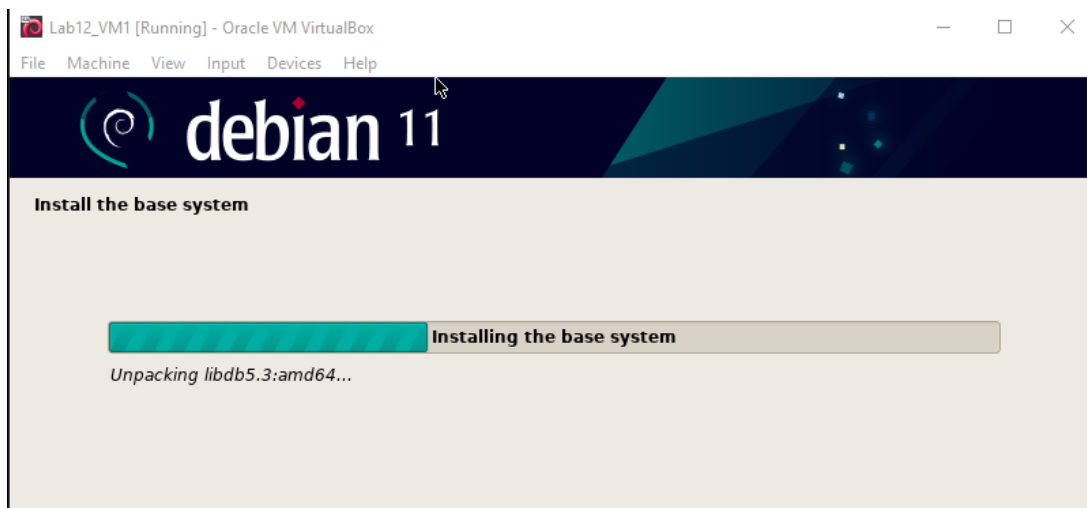 Lab12_VM1 [Running] - Oracle VM VirtualBox
File Machine View Input Devices Help
debian 11
Install the base system
Installing the base system
Unpacking libdb5.3:amd64...